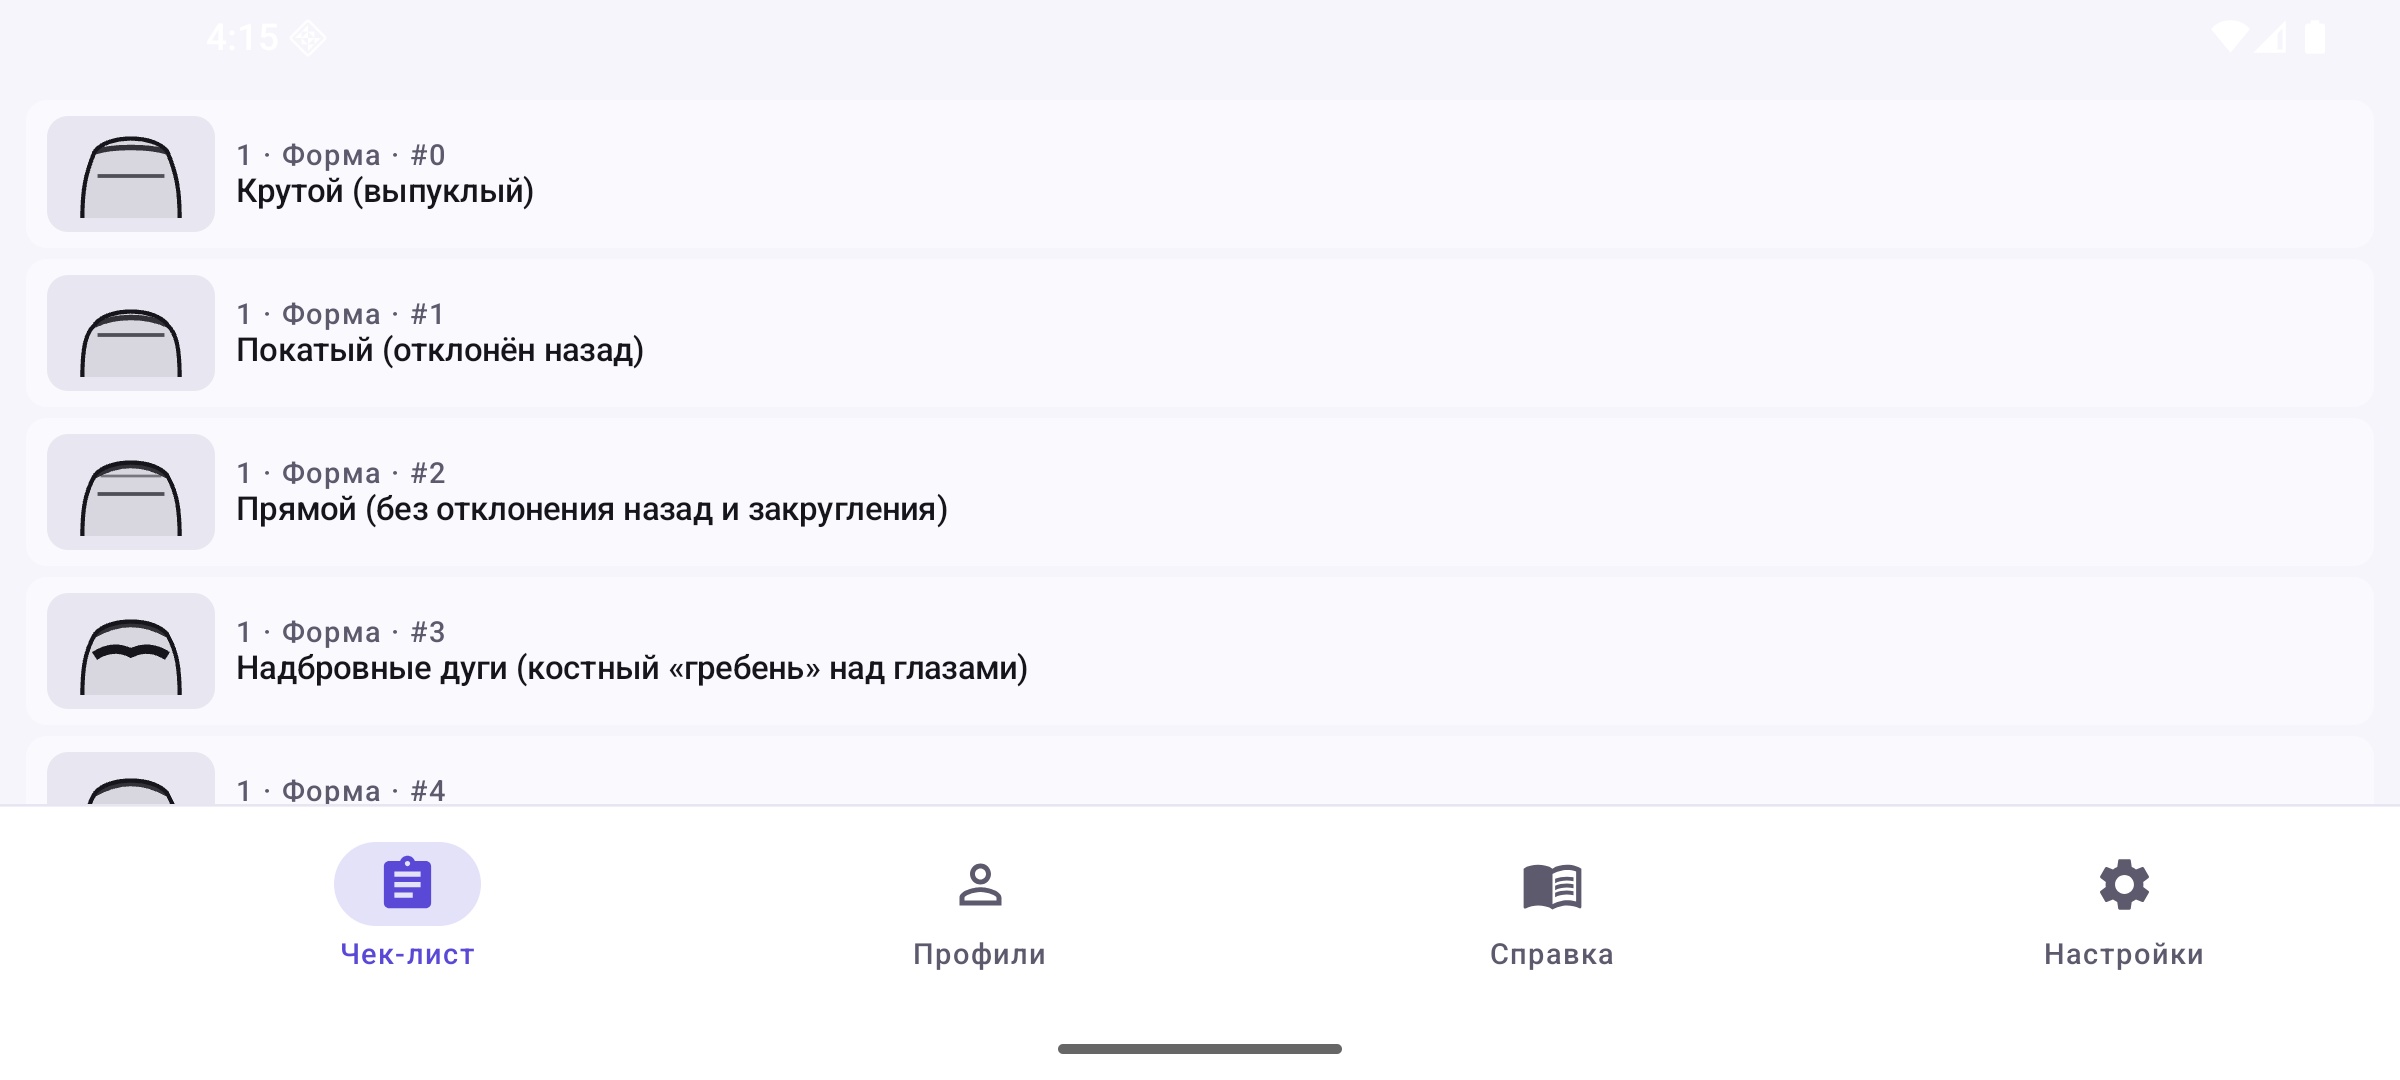 4:15
1 · Форма · #0
Крутой (выпуклый)
1 · Форма · #1
Покатый (отклонён назад)
1 · Форма · #2
Прямой (без отклонения назад и закругления)
1 · Форма · #3
Надбровные дуги (костный «гребень» над глазами)
1 · Форма · #4
Чек-лист
Профили
Справка
Настройки